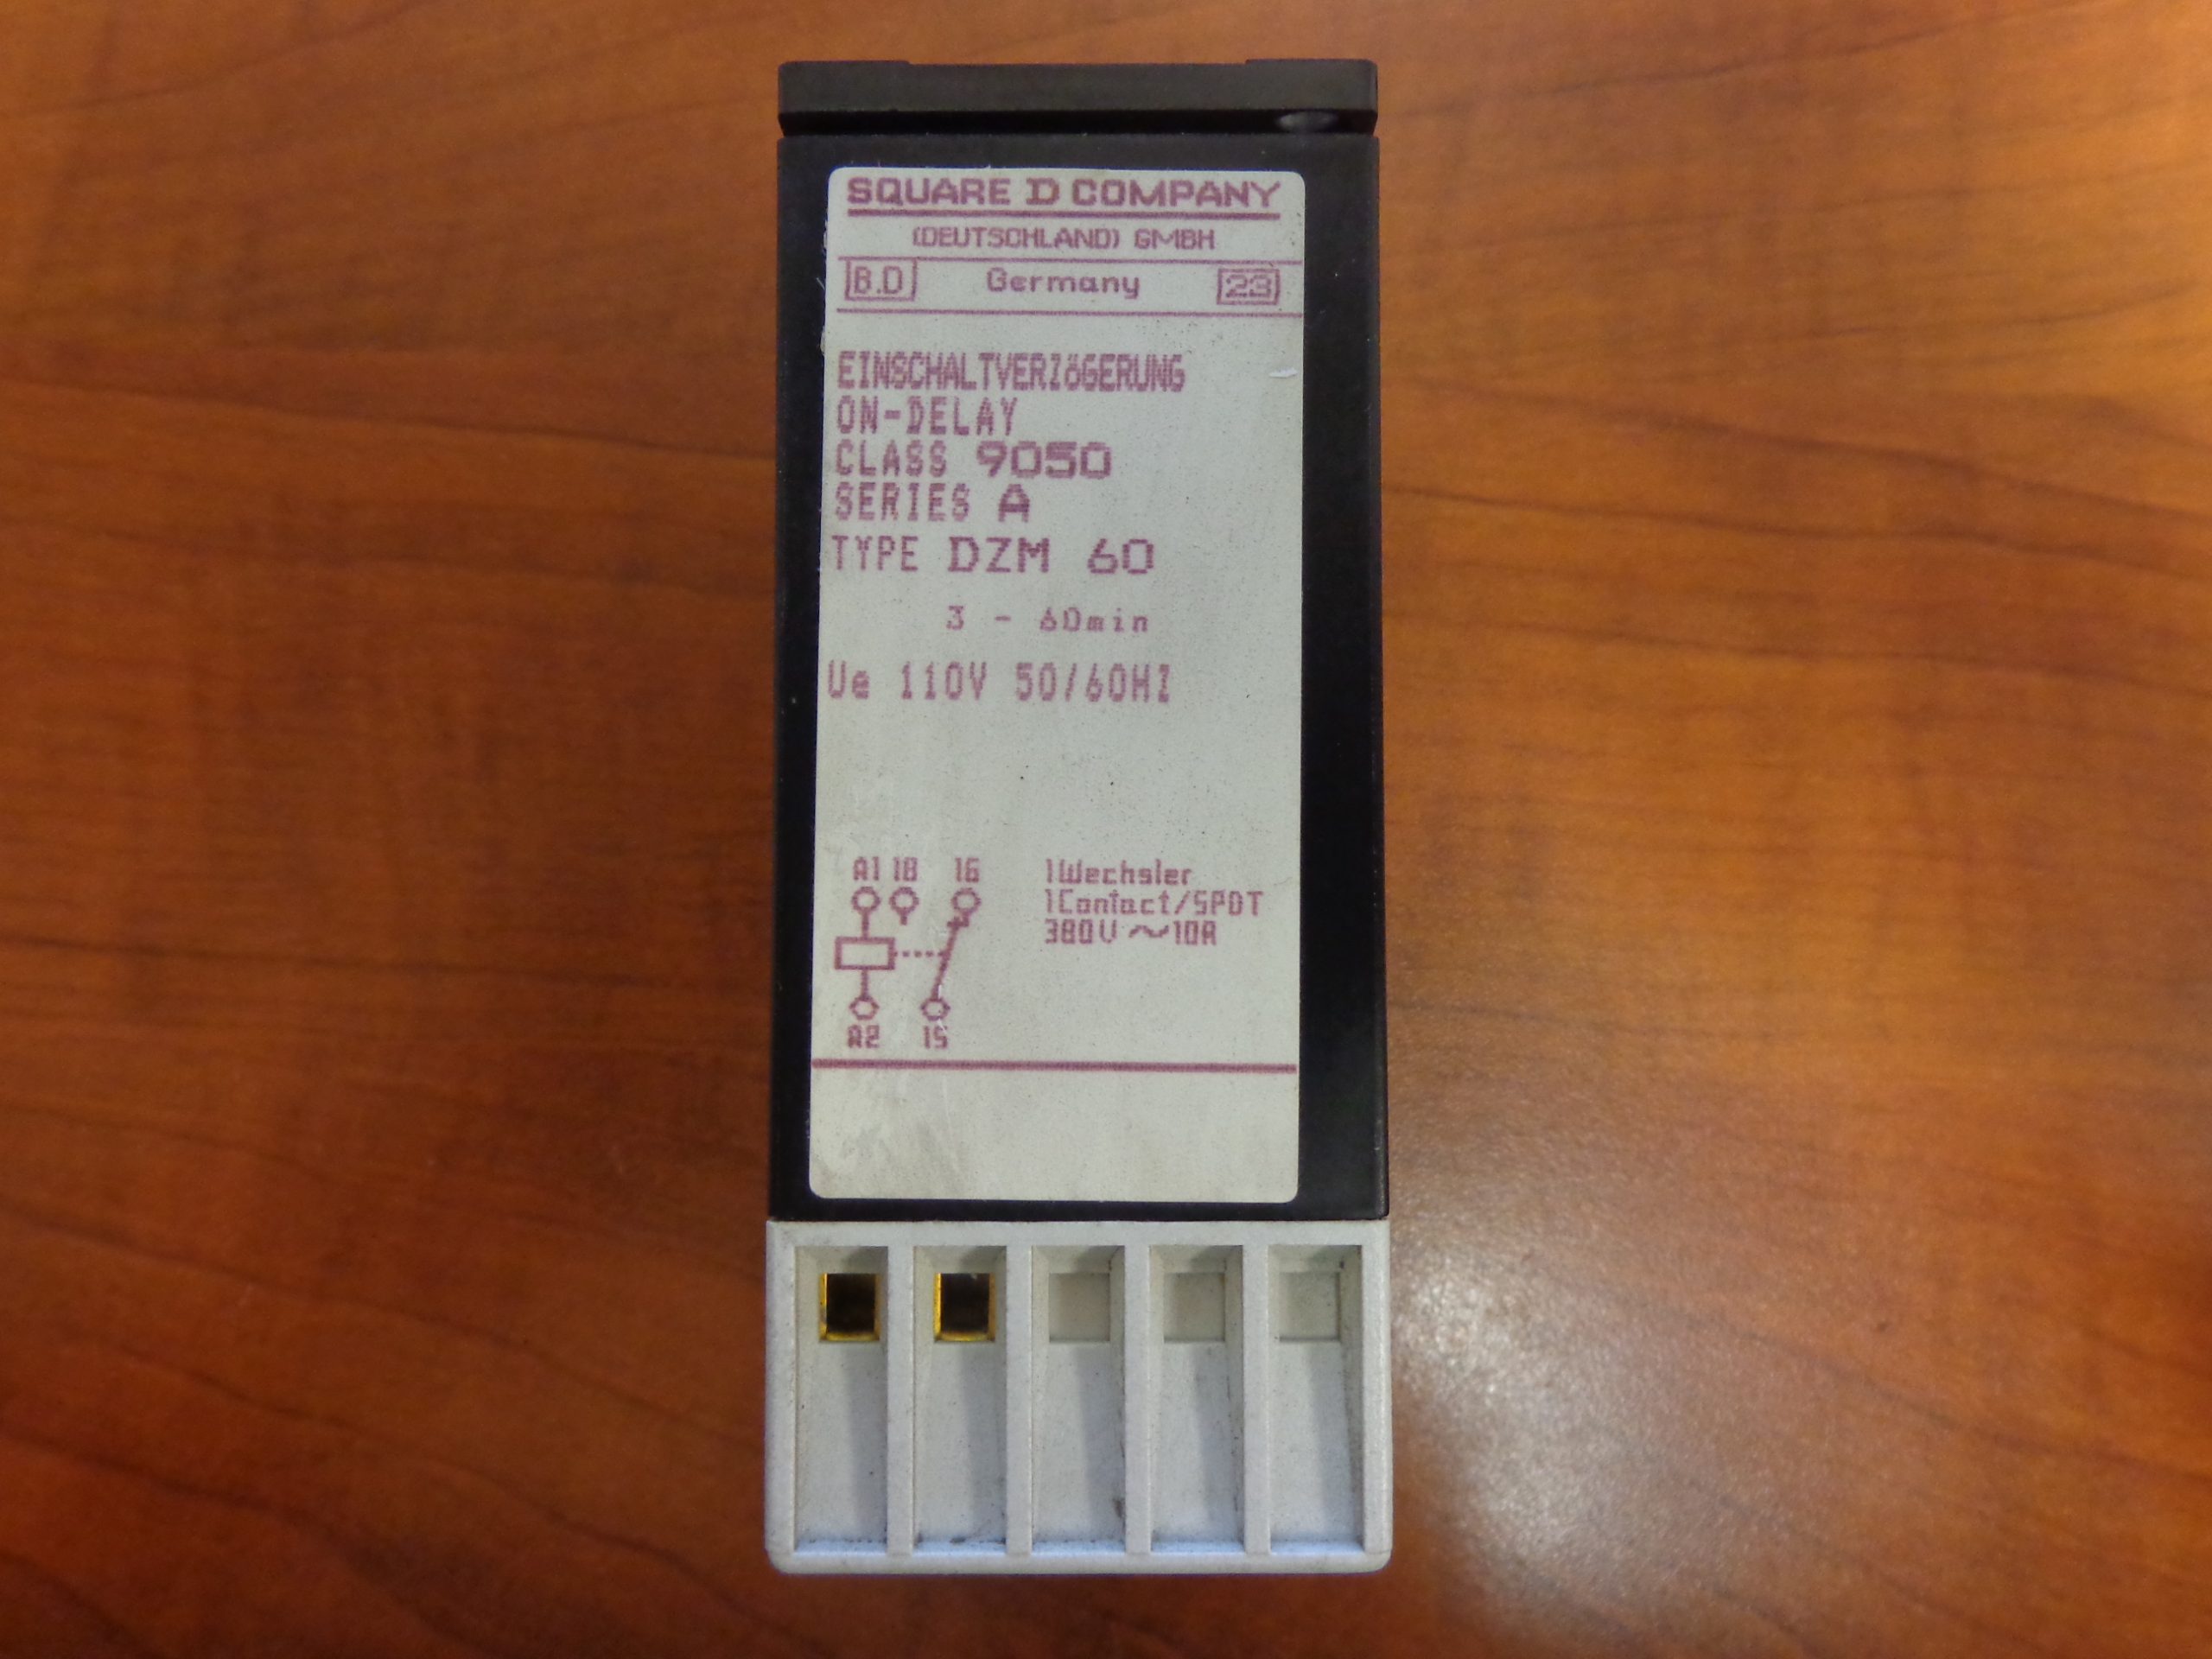 SQUARE D COMPANY
(DEUTSCHLAND) GMBH
B.D Germany 23
EINSCHALTVERZöGERUNG
ON-DELAY
CLASS 9050
SERIES A
TYPE DZM 60
3 - 60min
Ue 110V 50/60HZ
A1 18 16
1Wechsler
1Contact/SPDT
380V ~10A
A2 15